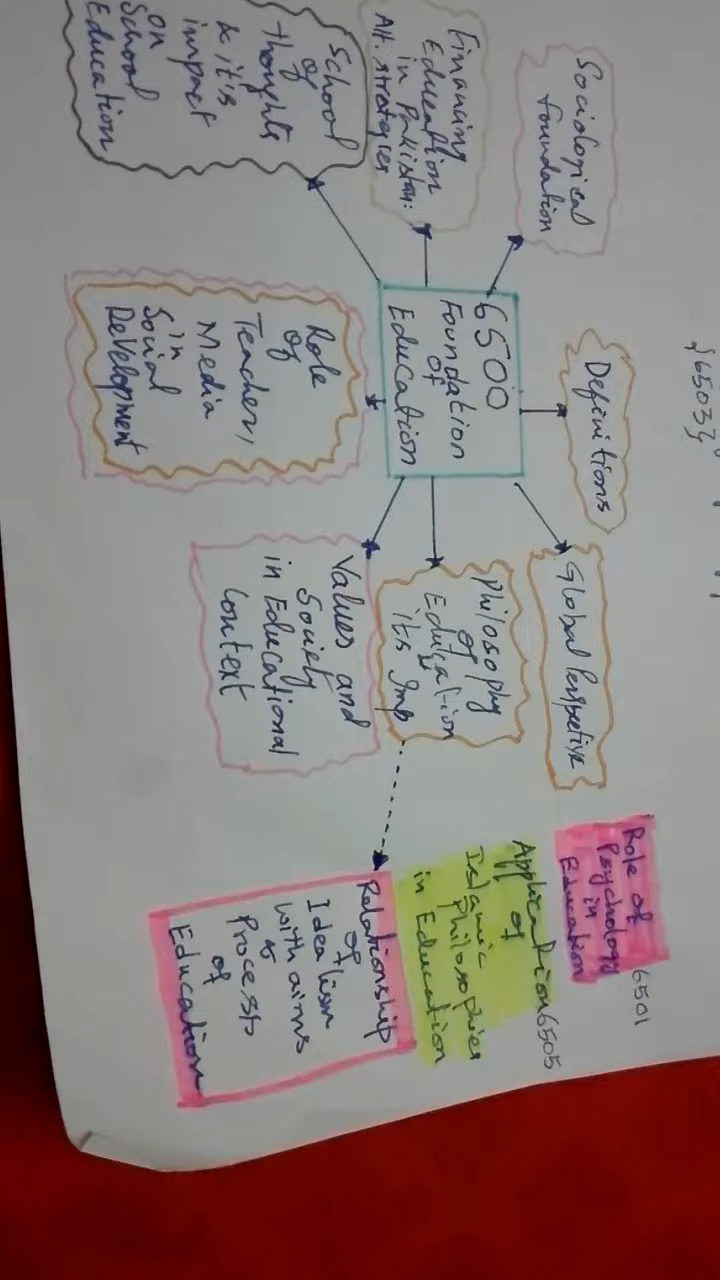 {6503}
Sociological
foundation
Definitions
Global Perspective
Role of
Psychology
in
Education
6501
Financing
Education
in Pakistan:
Alt. strategies
6500
Foundation
of
Education
Philosophy
of
Education
its Imp
Application
of
Islamic
Philosophies
in Education
6505
School
of
thoughts
& it's
impact
on
School
Education
Role
of
Teacher,
Media
in
Social
Development
Values and
Society
in Educational
Context
Relationship
of
Idealism
with aims
&
Process
of
Education